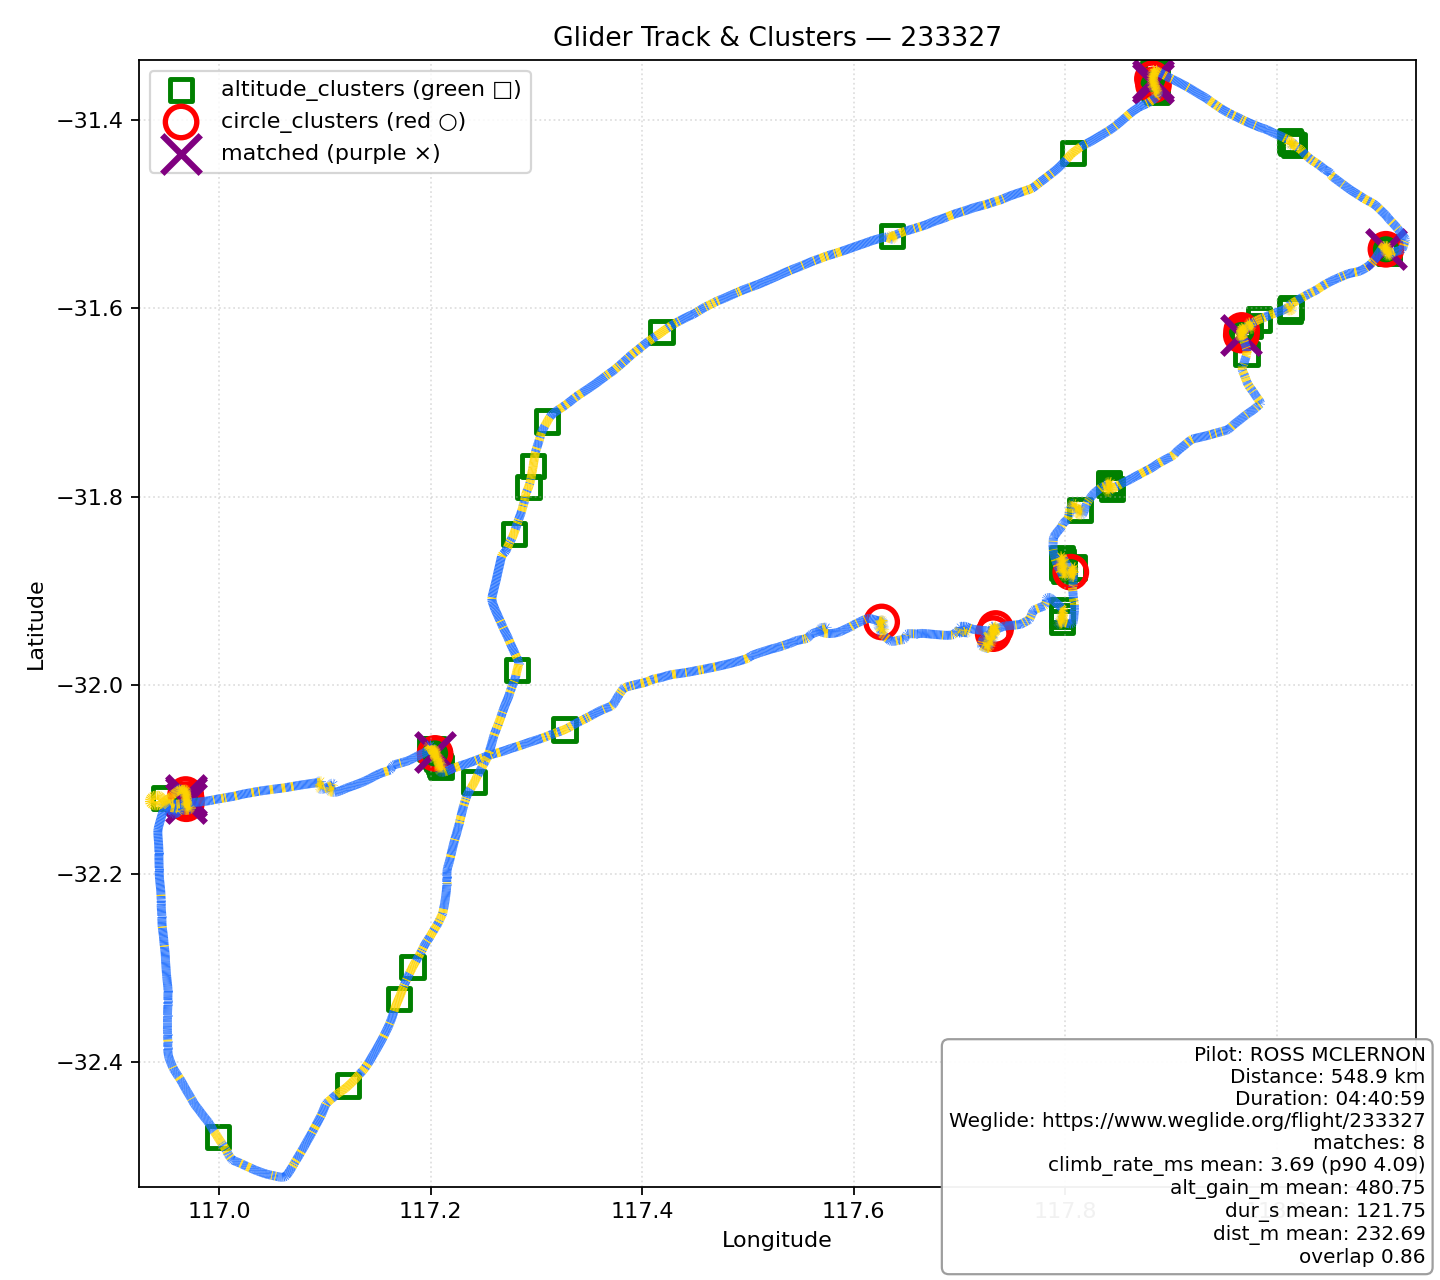 Glider Track & Clusters — 233327
altitude_clusters (green □)
circle_clusters (red ○)
matched (purple ×)
Latitude
−31.4
−31.6
−31.8
−32.0
−32.2
−32.4
117.0
117.2
117.4
117.6
117.8
Longitude
Pilot: ROSS MCLERNON
Distance: 548.9 km
Duration: 04:40:59
Weglide: https://www.weglide.org/flight/233327
matches: 8
climb_rate_ms mean: 3.69 (p90 4.09)
alt_gain_m mean: 480.75
dur_s mean: 121.75
dist_m mean: 232.69
overlap 0.86